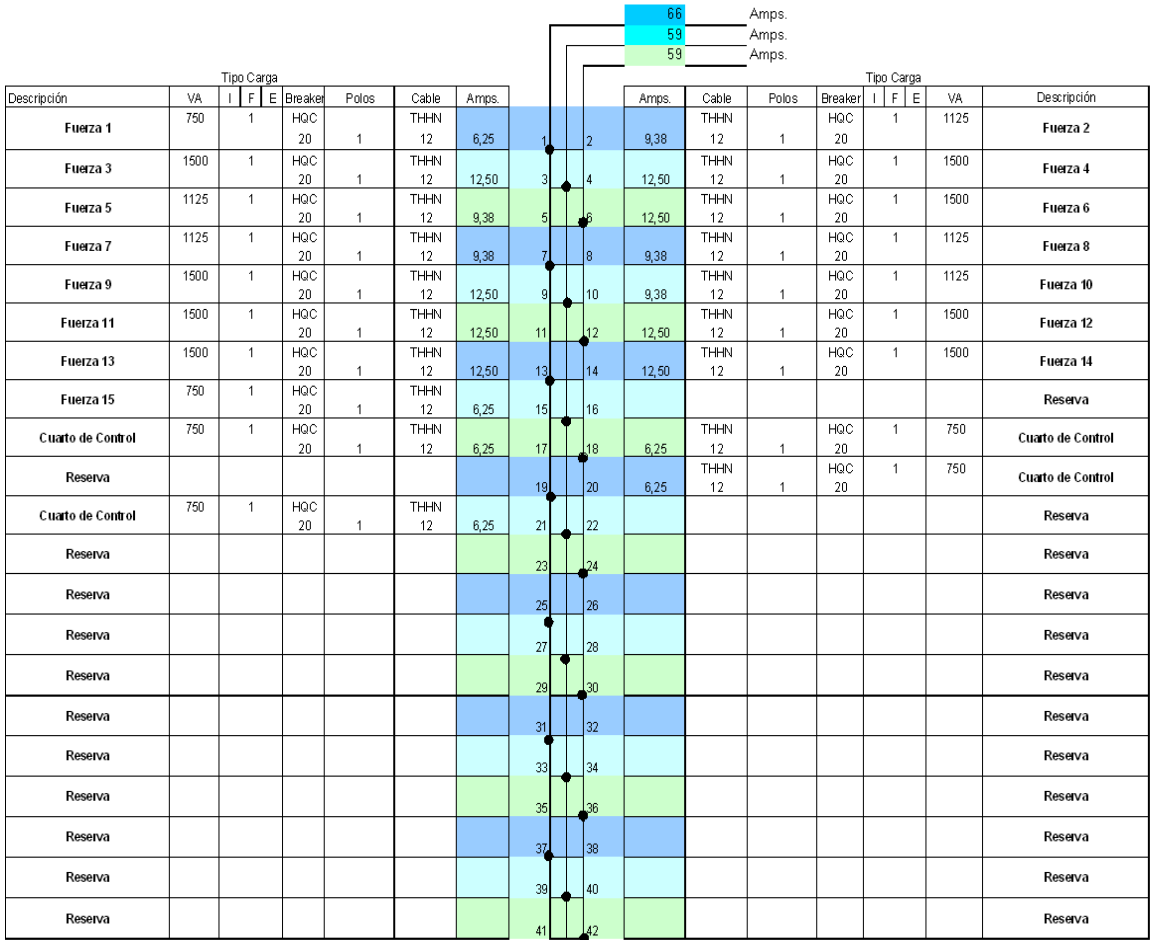 66 Amps.
59 Amps.
59 Amps.
Tipo Carga Tipo Carga
Descripción VA I F E Breaker Polos Cable Amps. Amps. Cable Polos Breaker I F E VA Descripción
Fuerza 1 750 1 HQC 20 1 THHN 12 6,25 1 2 9,38 THHN 12 1 HQC 20 1 1125 Fuerza 2
Fuerza 3 1500 1 HQC 20 1 THHN 12 12,50 3 4 12,50 THHN 12 1 HQC 20 1 1500 Fuerza 4
Fuerza 5 1125 1 HQC 20 1 THHN 12 9,38 5 6 12,50 THHN 12 1 HQC 20 1 1500 Fuerza 6
Fuerza 7 1125 1 HQC 20 1 THHN 12 9,38 7 8 9,38 THHN 12 1 HQC 20 1 1125 Fuerza 8
Fuerza 9 1500 1 HQC 20 1 THHN 12 12,50 9 10 9,38 THHN 12 1 HQC 20 1 1125 Fuerza 10
Fuerza 11 1500 1 HQC 20 1 THHN 12 12,50 11 12 12,50 THHN 12 1 HQC 20 1 1500 Fuerza 12
Fuerza 13 1500 1 HQC 20 1 THHN 12 12,50 13 14 12,50 THHN 12 1 HQC 20 1 1500 Fuerza 14
Fuerza 15 750 1 HQC 20 1 THHN 12 6,25 15 16 Reserva
Cuarto de Control 750 1 HQC 20 1 THHN 12 6,25 17 18 6,25 THHN 12 1 HQC 20 1 750 Cuarto de Control
Reserva 19 20 6,25 THHN 12 1 HQC 20 1 750 Cuarto de Control
Cuarto de Control 750 1 HQC 20 1 THHN 12 6,25 21 22 Reserva
Reserva 23 24 Reserva
Reserva 25 26 Reserva
Reserva 27 28 Reserva
Reserva 29 30 Reserva
Reserva 31 32 Reserva
Reserva 33 34 Reserva
Reserva 35 36 Reserva
Reserva 37 38 Reserva
Reserva 39 40 Reserva
Reserva 41 42 Reserva